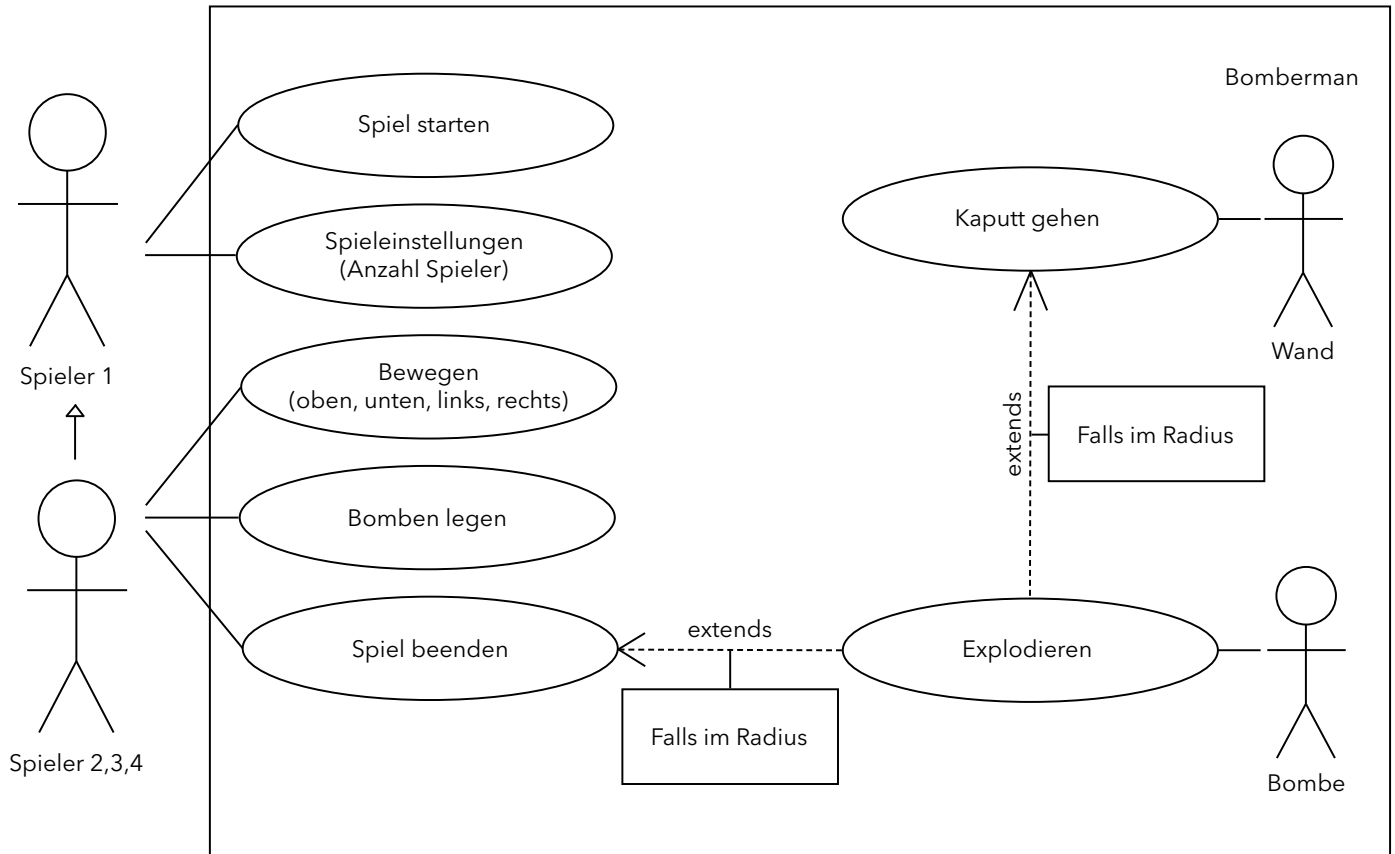 Bomberman
Spiel starten
Kaputt gehen
Spieleinstellungen
(Anzahl Spieler)
Wand
Spieler 1
Bewegen
(oben, unten, links, rechts)
extends
Falls im Radius
Bomben legen
extends
Spiel beenden
Explodieren
Falls im Radius
Spieler 2,3,4
Bombe